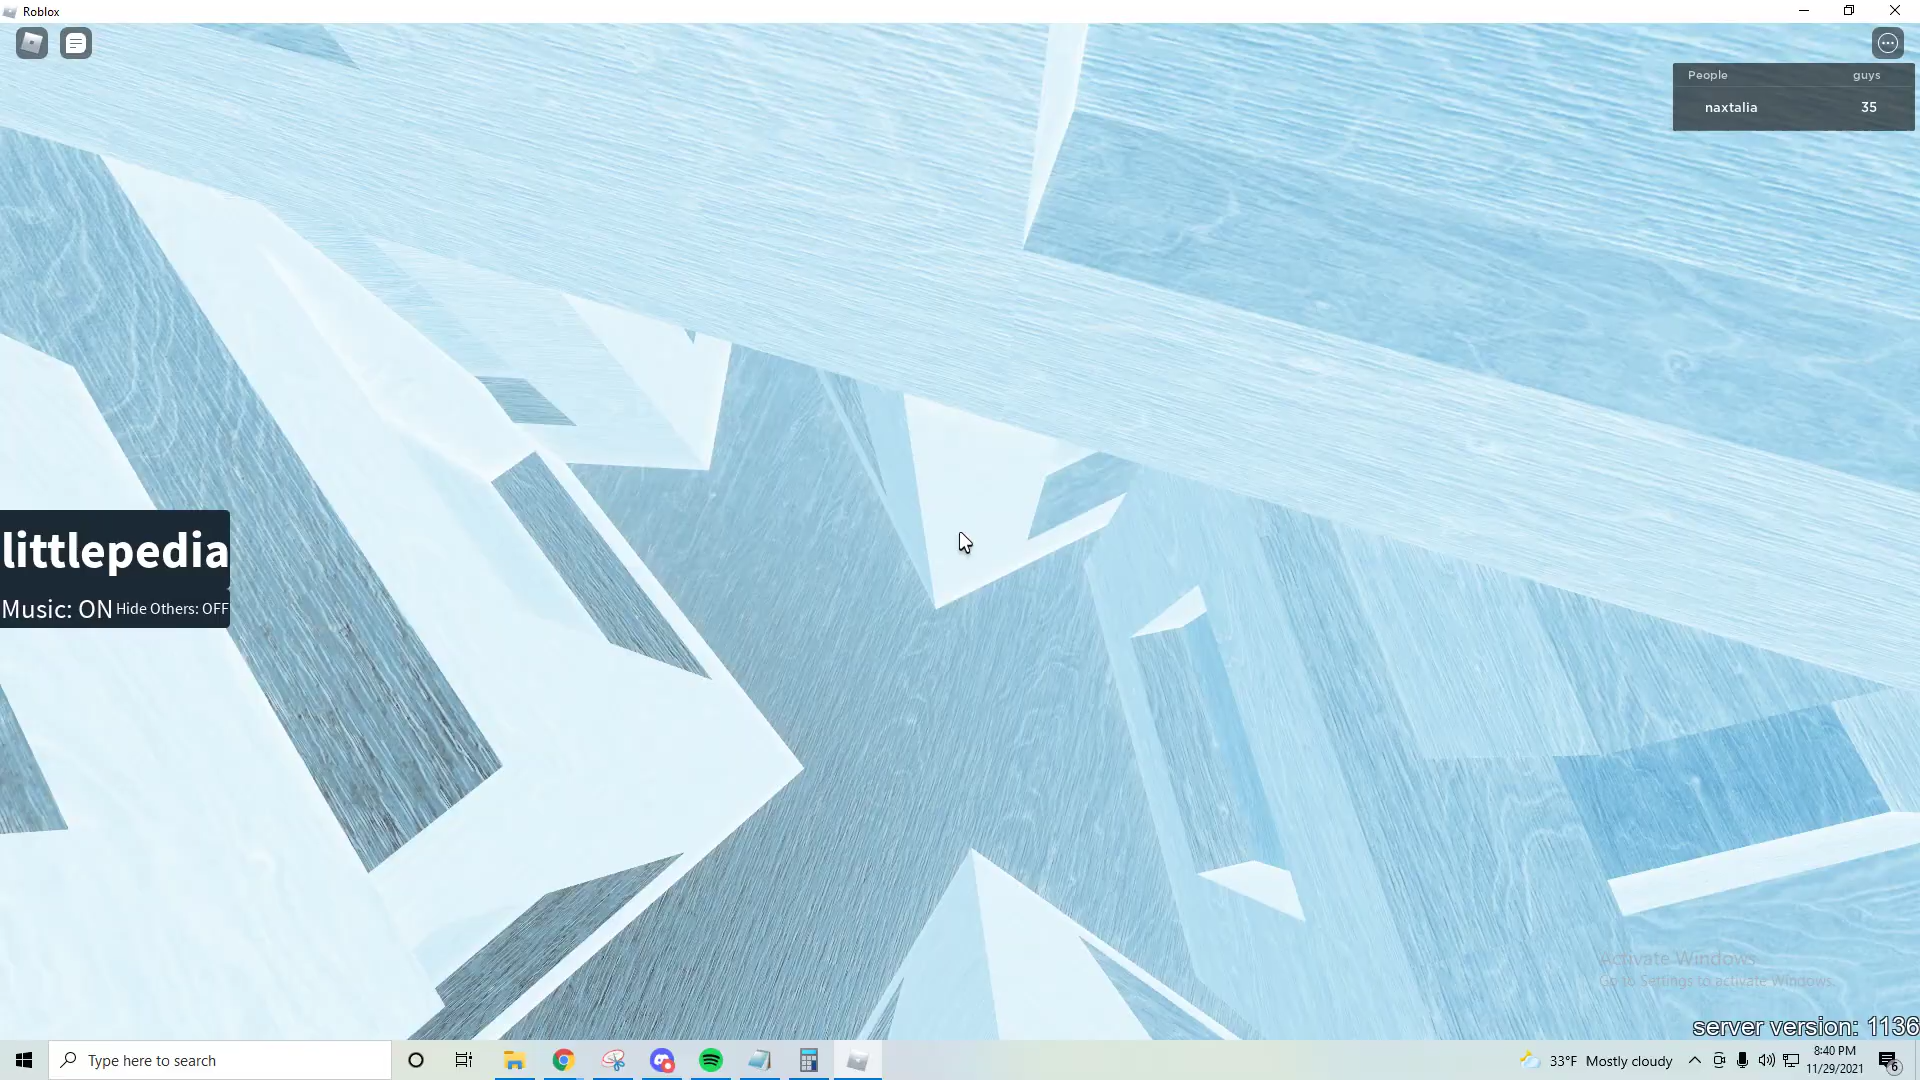 Roblox
People guys
naxtalia 35
littlepedia
Music: ON Hide Others: OFF
Activate Windows
Go to Settings to activate Windows.
server version: 1136
Type here to search
33°F Mostly cloudy
8:40 PM
11/29/2021
6